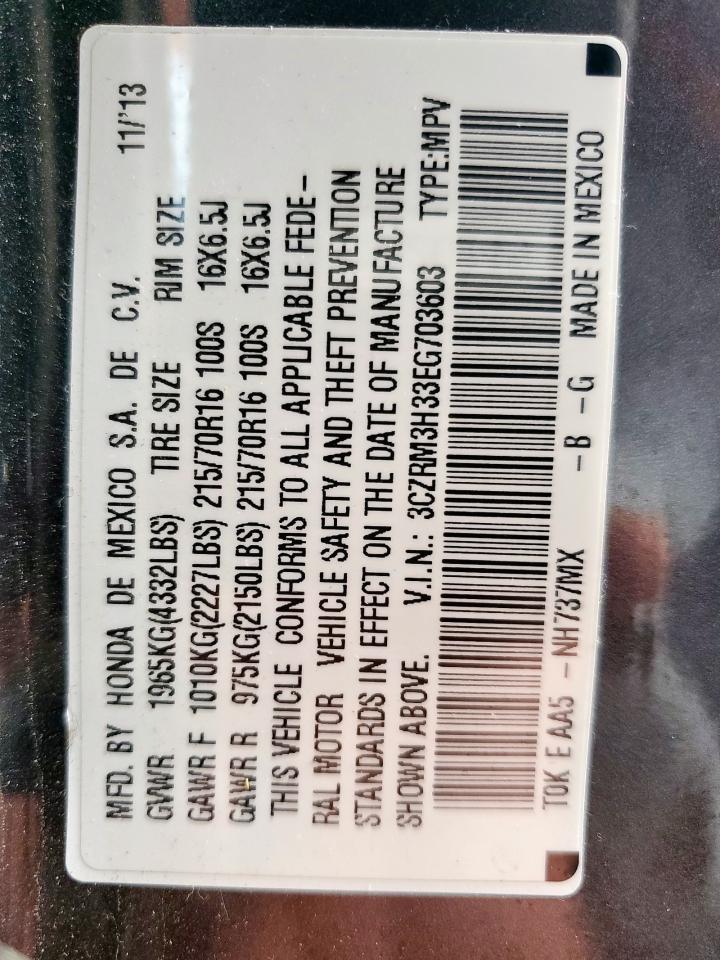 MFD. BY HONDA DE MEXICO S.A. DE C.V. 11/'13
GVWR 1965KG(4332LBS) TIRE SIZE RIM SIZE
GAWR F 1010KG(2227LBS) 215/70R16 100S 16X6.5J
GAWR R 975KG(2150LBS) 215/70R16 100S 16X6.5J
THIS VEHICLE CONFORMS TO ALL APPLICABLE FEDE-
RAL MOTOR VEHICLE SAFETY AND THEFT PREVENTION
STANDARDS IN EFFECT ON THE DATE OF MANUFACTURE
SHOWN ABOVE. V.I.N.: 3CZRM3H33EG703603 TYPE:MPV
T0K E AA5 -NH737MX -B -G MADE IN MEXICO